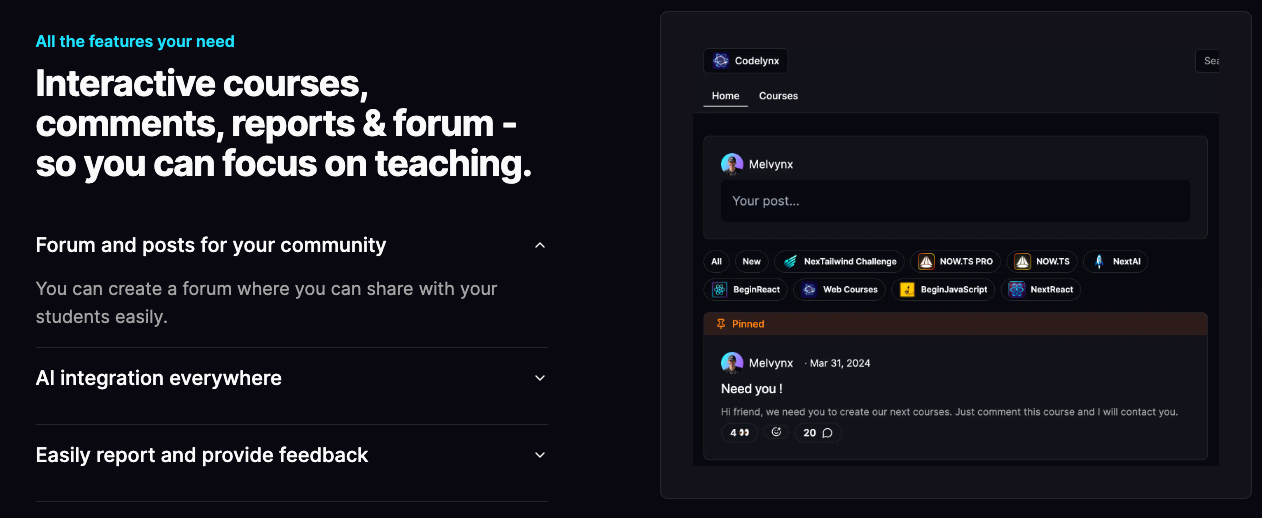 All the features your need
Interactive courses,
comments, reports & forum -
so you can focus on teaching.
Forum and posts for your community
You can create a forum where you can share with your
students easily.
AI integration everywhere
Easily report and provide feedback
Codelynx
Sea
Home Courses
Melvynx
Your post...
All New NexTailwind Challenge NOW.TS PRO NOW.TS NextAI
BeginReact Web Courses BeginJavaScript NextReact
Pinned
Melvynx · Mar 31, 2024
Need you !
Hi friend, we need you to create our next courses. Just comment this course and I will contact you.
4 👀 20